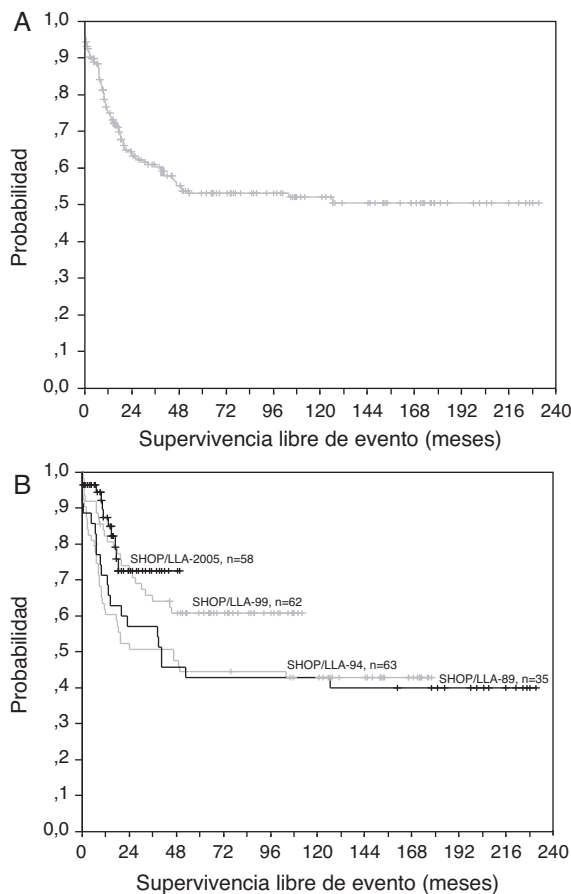 A
1,0
,9
,8
,7
,6
,5
,4
,3
,2
,1
0,0
Probabilidad
0 24 48 72 96 120 144 168 192 216 240
Supervivencia libre de evento (meses)
B
1,0
,9
,8
,7
,6
,5
,4
,3
,2
,1
0,0
Probabilidad
SHOP/LLA-2005, n=58
SHOP/LLA-99, n=62
SHOP/LLA-94, n=63
SHOP/LLA-89, n=35
0 24 48 72 96 120 144 168 192 216 240
Supervivencia libre de evento (meses)